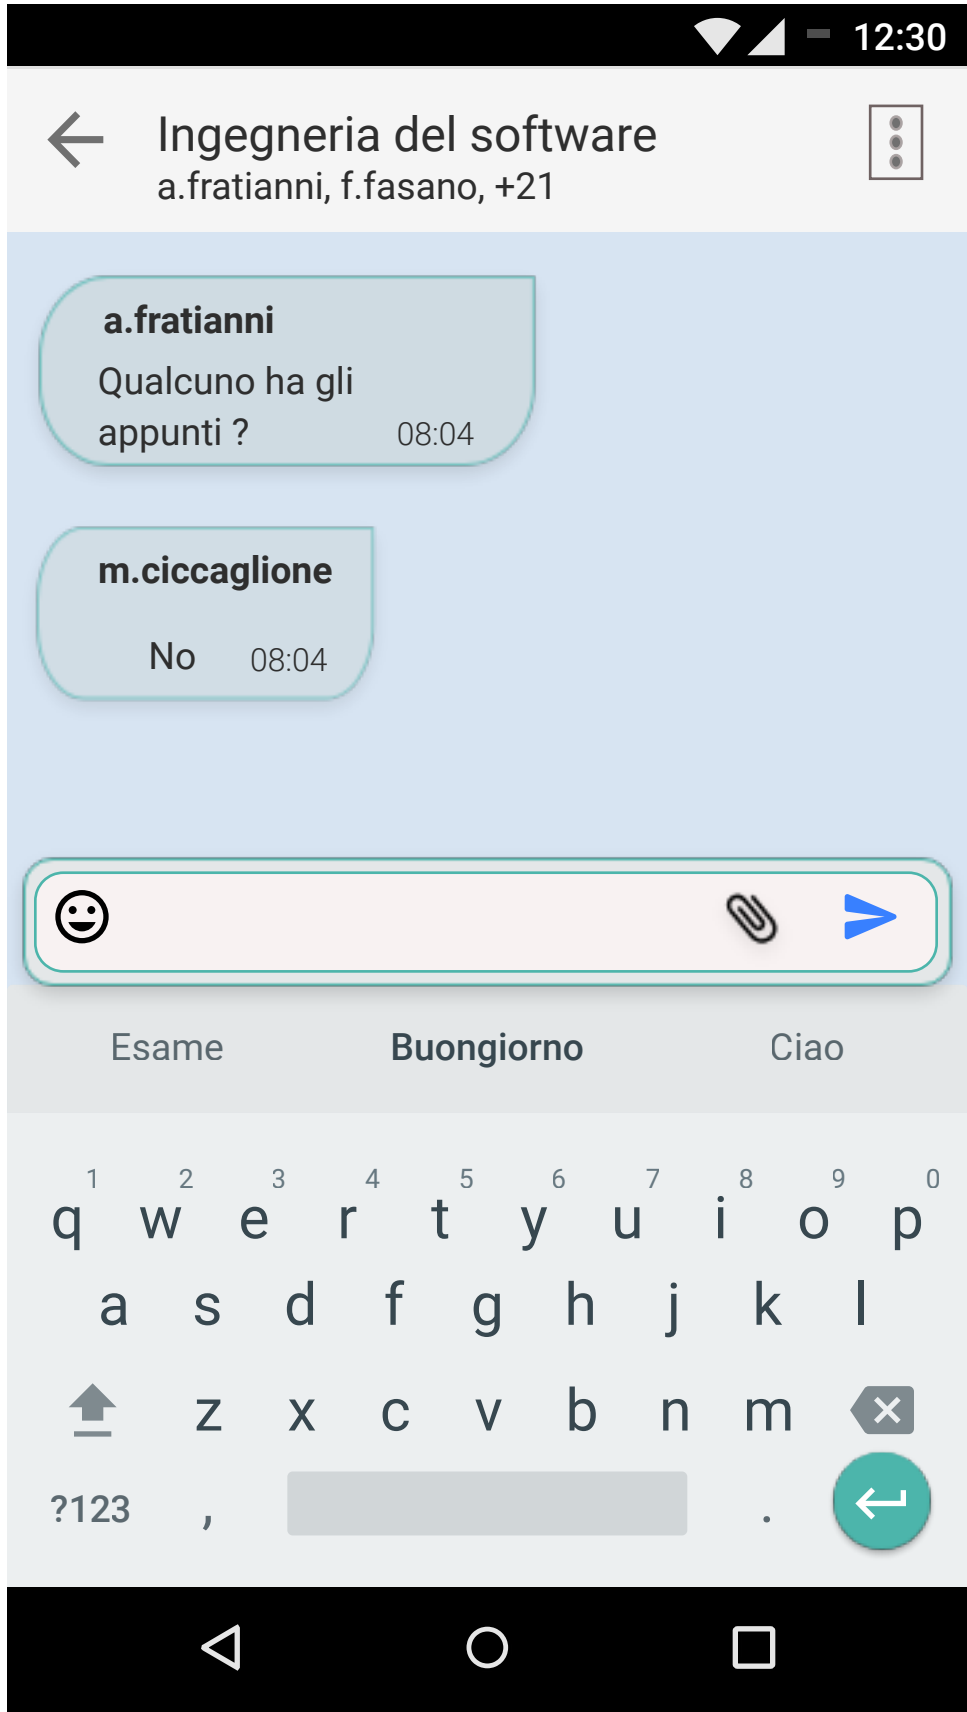 12:30
Ingegneria del software
a.fratianni, f.fasano, +21
a.fratianni
Qualcuno ha gli
appunti ? 08:04
m.ciccaglione
No 08:04
Esame Buongiorno Ciao
1 2 3 4 5 6 7 8 9 0
q w e r t y u i o p
a s d f g h j k l
z x c v b n m
?123 , .